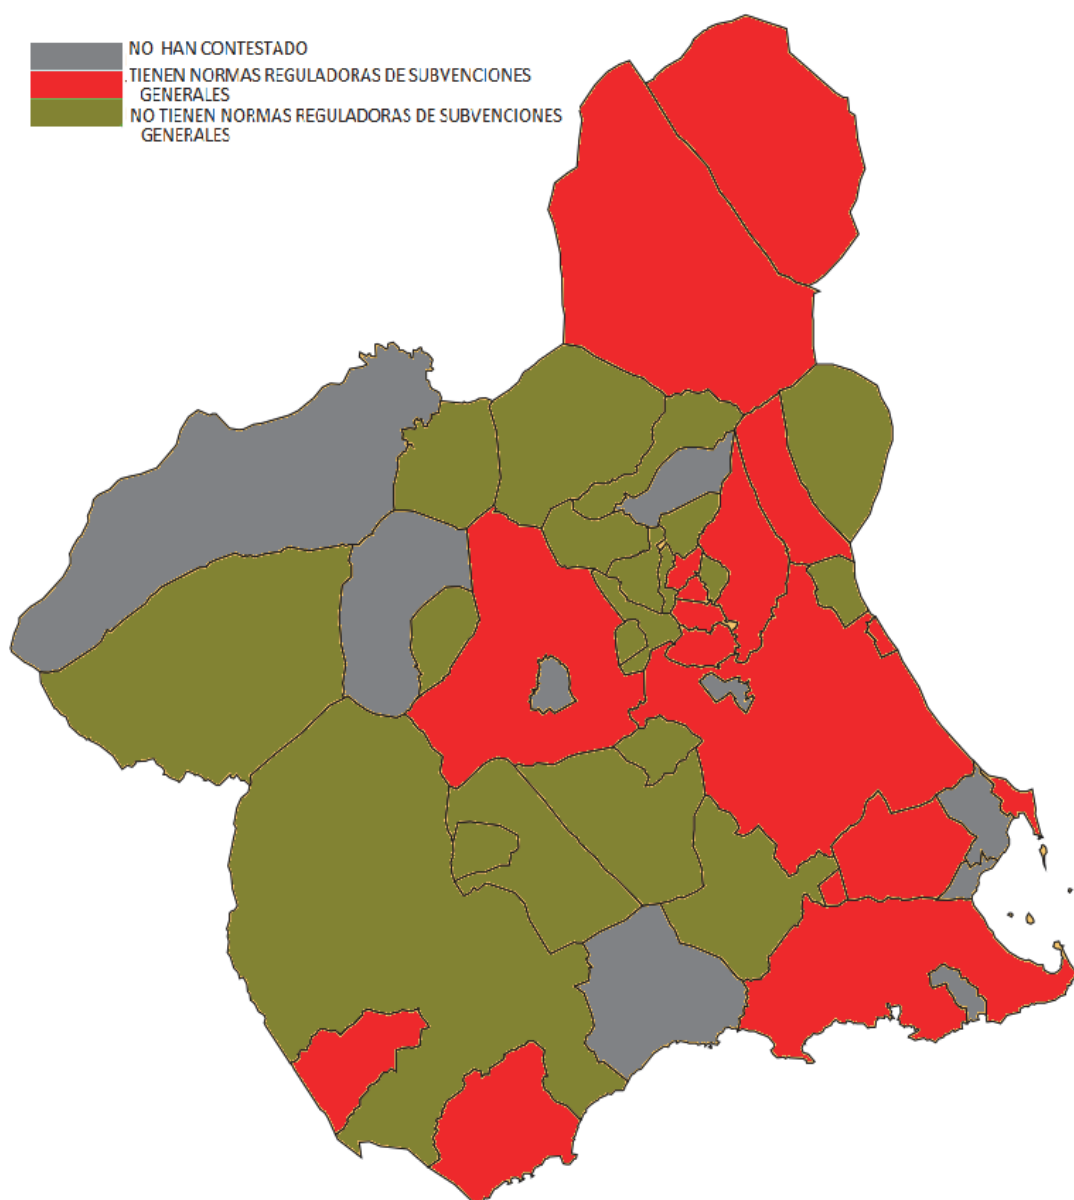 NO HAN CONTESTADO
.TIENEN NORMAS REGULADORAS DE SUBVENCIONES
GENERALES
NO TIENEN NORMAS REGULADORAS DE SUBVENCIONES
GENERALES